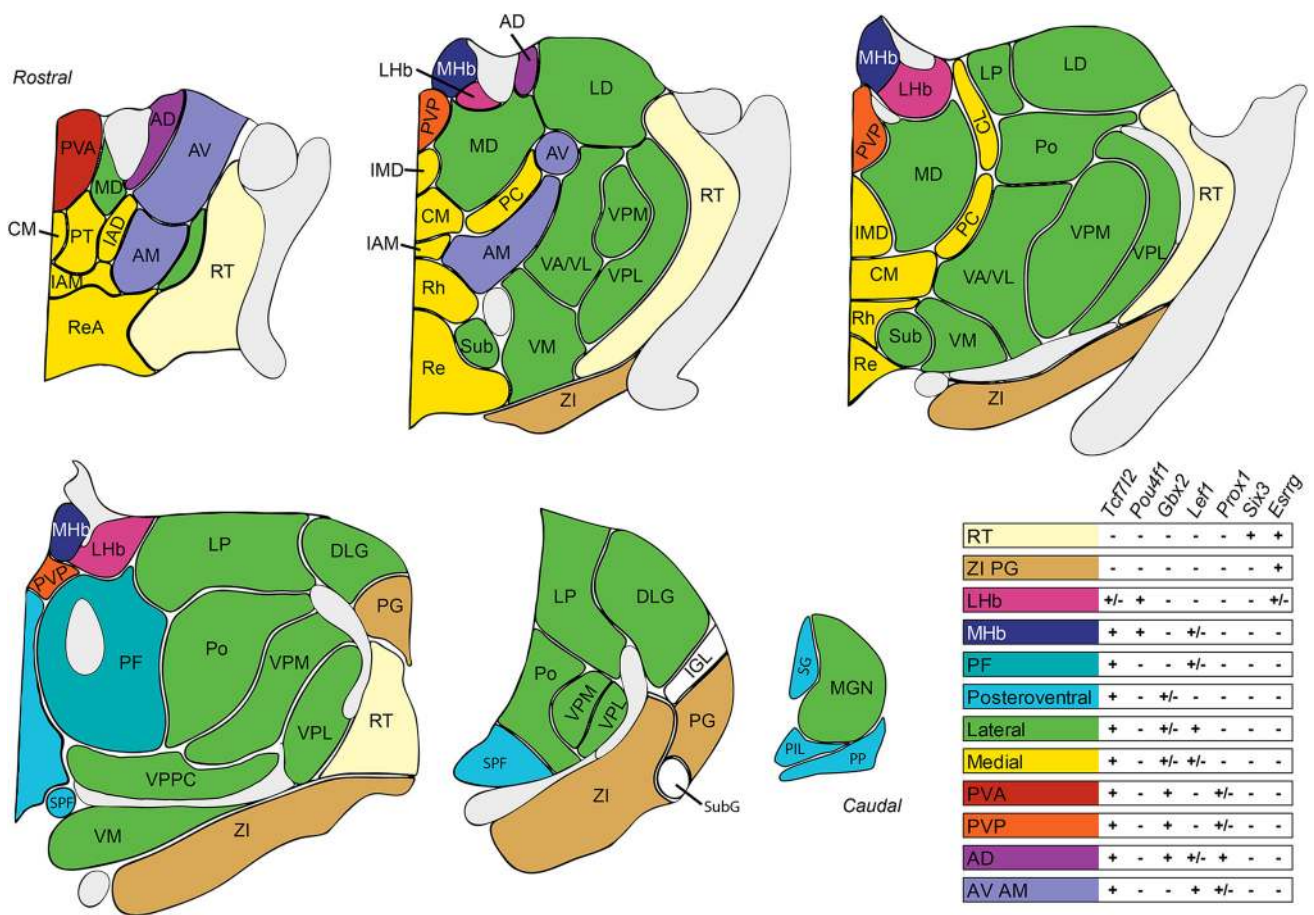 Rostral
PVA
AD
AV
MD
CM
PT
IAD
IAM
AM
RT
ReA
AD
LHb
MHb
LD
PVP
MD
AV
IMD
PC
VPM
RT
CM
IAM
AM
VA/VL
VPL
Rh
Sub
VM
Re
ZI
MHb
LHb
LP
LD
PVP
CL
Po
MD
RT
PC
VPM
VPL
IMD
CM
VA/VL
Rh
Sub
VM
Re
ZI
MHb
LHb
LP
DLG
PVP
PG
PF
Po
VPM
VPL
RT
VPPC
SPF
VM
ZI
LP
DLG
Po
IGL
VPM
VPL
PG
SPF
ZI
SubG
SG
MGN
PIL
PP
Caudal
Tcf7l2 Pou4f1 Gbx2 Lef1 Prox1 Six3 Esrrg
RT - - - - - + +
ZI PG - - - - - - +
LHb +/- + - - - - +/-
MHb + + - +/- - - -
PF + - - +/- - - -
Posteroventral + - +/- - - - -
Lateral + - +/- + - - -
Medial + - +/- +/- - - -
PVA + - + - +/- - -
PVP + - + - +/- - -
AD + - + +/- + - -
AV AM + - - + +/- - -